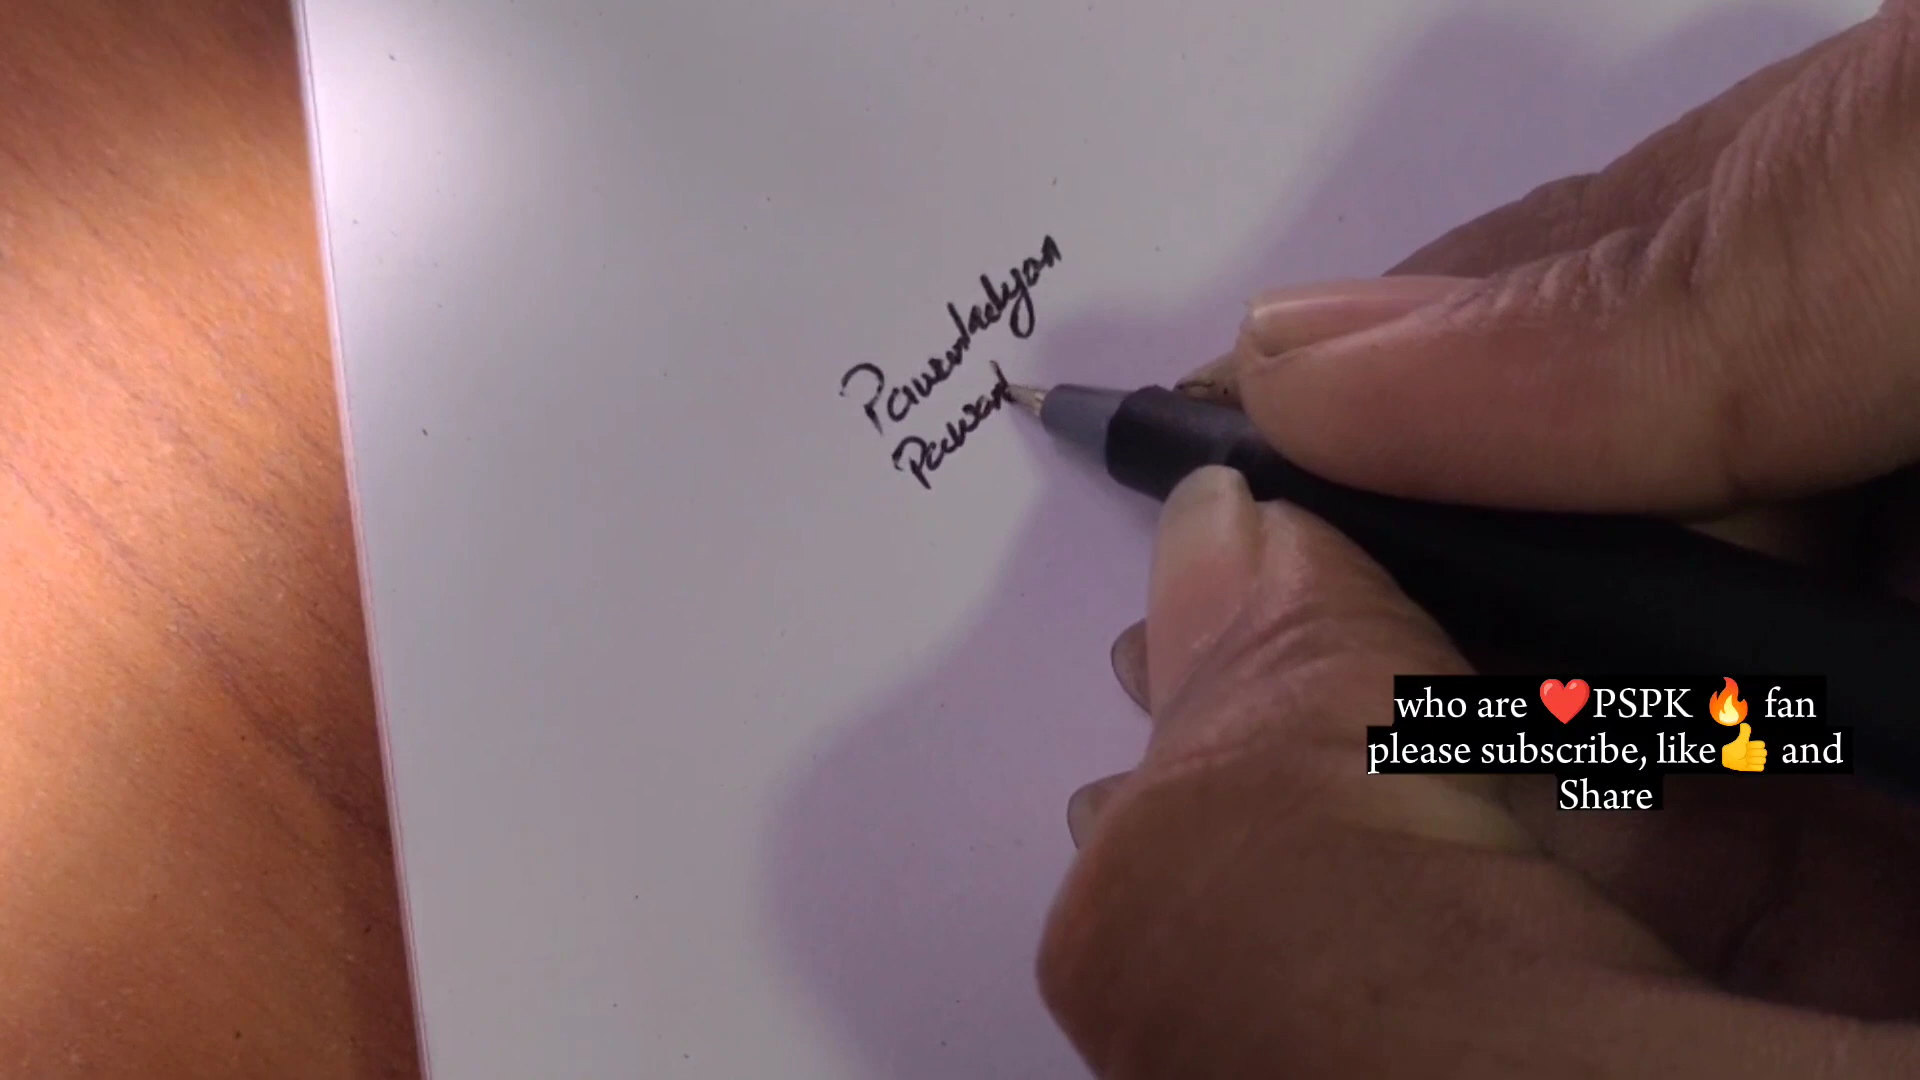 Pawankalyan
Pawan
who are ❤️PSPK 🔥 fan
please subscribe, like👍 and
Share